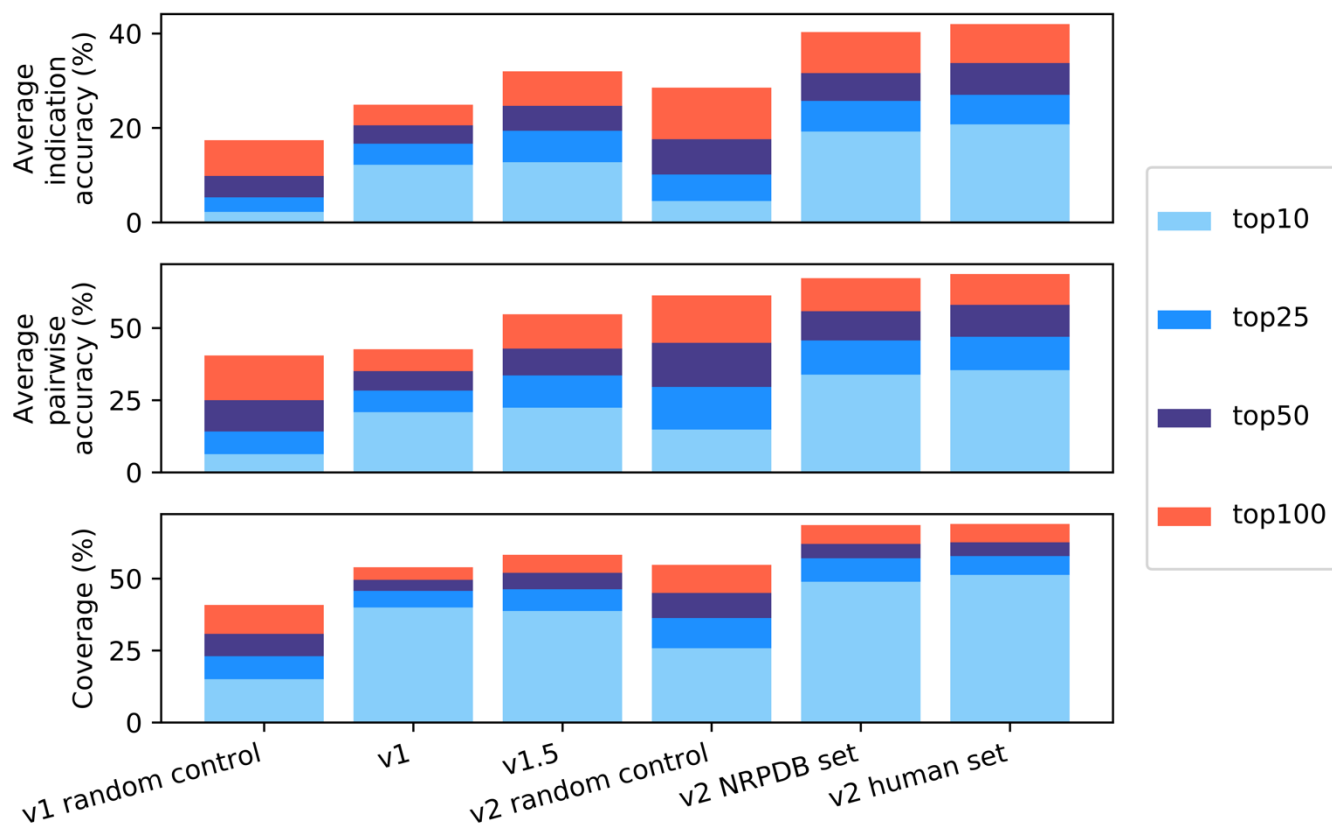 Average
indication
accuracy (%)
40
20
0
Average
pairwise
accuracy (%)
50
25
0
Coverage (%)
50
25
0
v1 random control
v1
v1.5
v2 random control
v2 NRPDB set
v2 human set
top10
top25
top50
top100